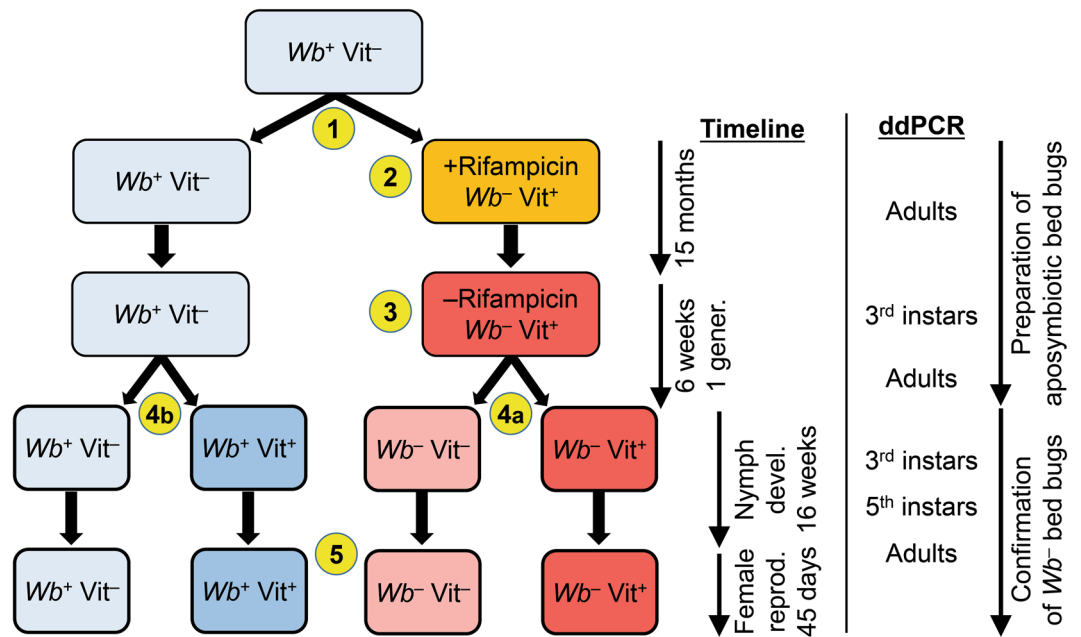 Wb⁺ Vit⁻
1
Timeline
ddPCR
Wb⁺ Vit⁻
2
+Rifampicin
Wb⁻ Vit⁺
15 months
Adults
Preparation of
aposymbiotic bed bugs
Wb⁺ Vit⁻
3
–Rifampicin
Wb⁻ Vit⁺
6 weeks
1 gener.
3rd instars
Adults
4b
4a
Wb⁺ Vit⁻
Wb⁺ Vit⁺
Wb⁻ Vit⁻
Wb⁻ Vit⁺
Nymph
devel.
16 weeks
3rd instars
5th instars
Adults
Confirmation
of Wb⁻ bed bugs
5
Wb⁺ Vit⁻
Wb⁺ Vit⁺
Wb⁻ Vit⁻
Wb⁻ Vit⁺
Female
reprod.
45 days